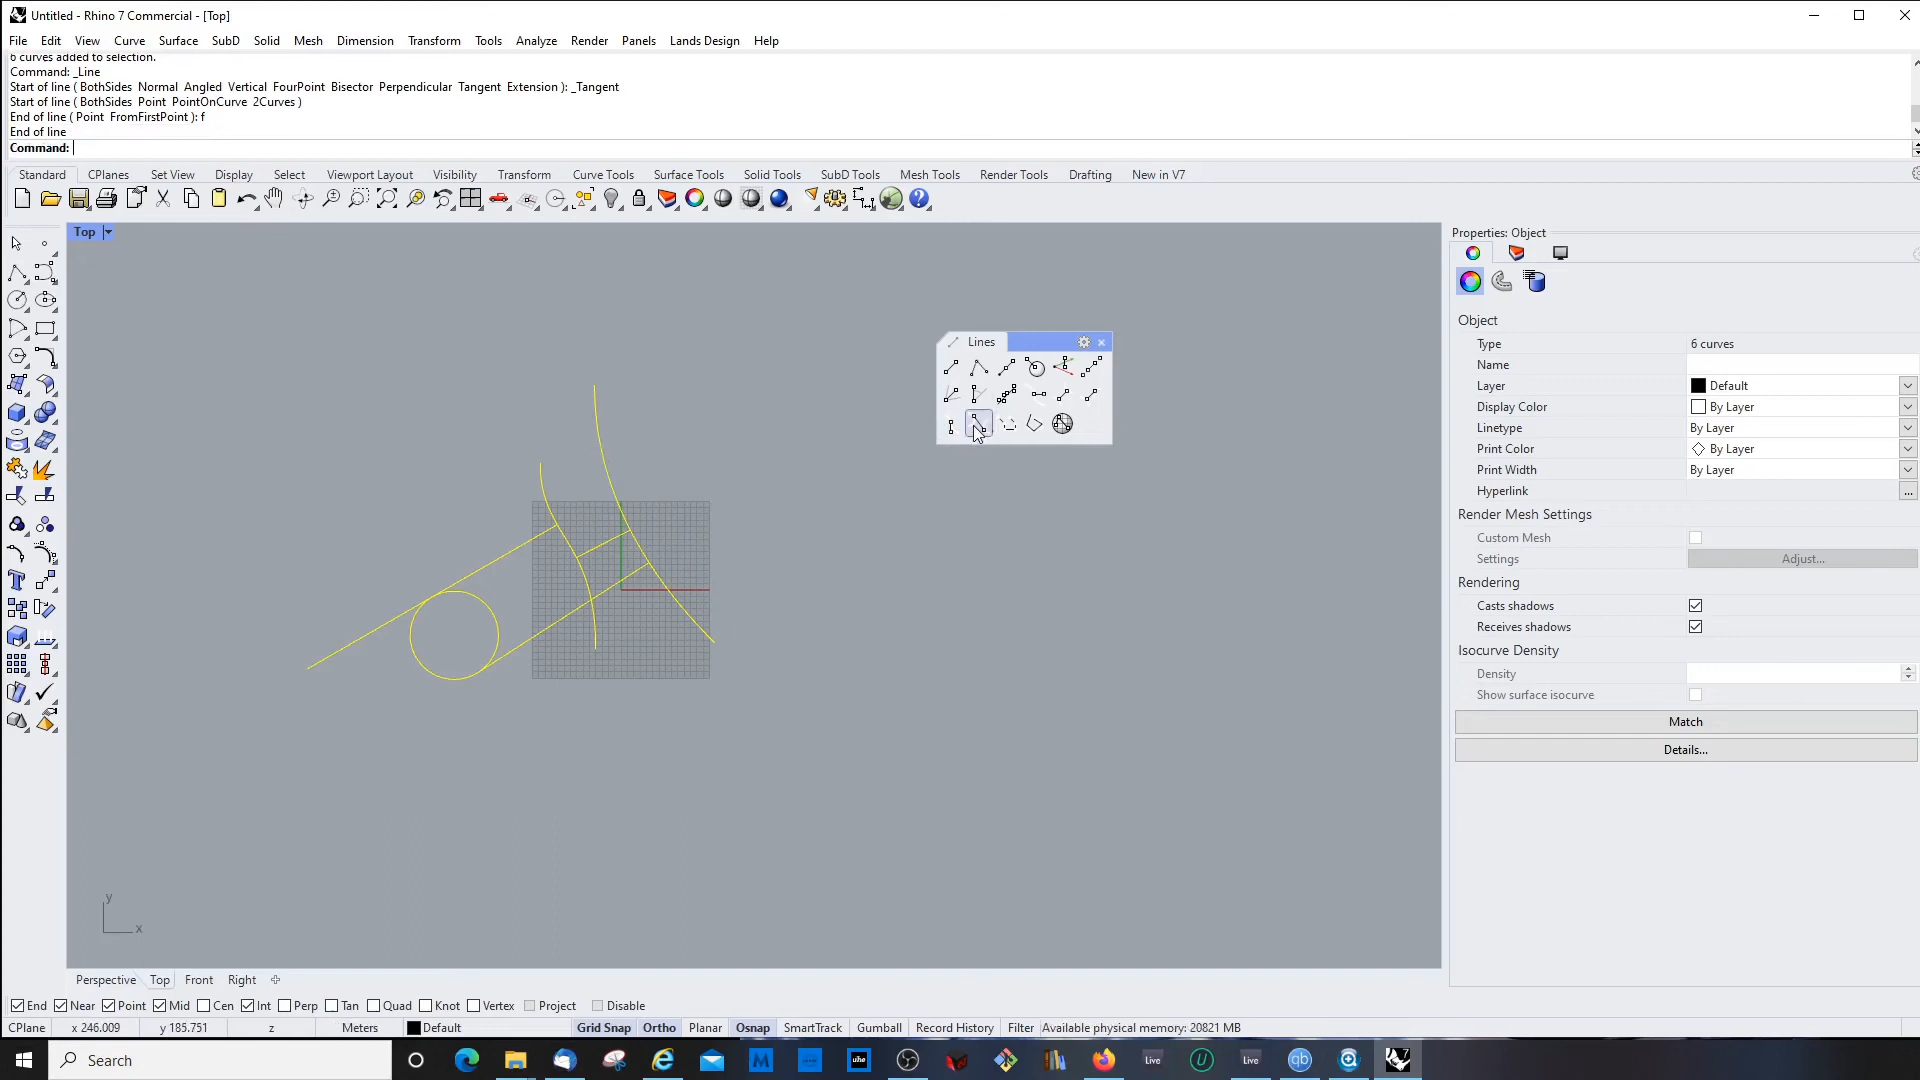 Untitled - Rhino 7 Commercial - [Top]
File Edit View Curve Surface SubD Solid Mesh Dimension Transform Tools Analyze Render Panels Lands Design Help
6 curves added to selection.
Command: _Line
Start of line ( BothSides Normal Angled Vertical FourPoint Bisector Perpendicular Tangent Extension ): _Tangent
Start of line ( BothSides Point PointOnCurve 2Curves )
End of line ( Point FromFirstPoint ): f
End of line
Command:
Standard CPlanes Set View Display Select Viewport Layout Visibility Transform Curve Tools Surface Tools Solid Tools SubD Tools Mesh Tools Render Tools Drafting New in V7
Top
Properties: Object
Lines
Object
Type 6 curves
Name
Layer Default
Display Color By Layer
Linetype By Layer
Print Color By Layer
Print Width By Layer
Hyperlink ...
Render Mesh Settings
Custom Mesh
Settings Adjust...
Rendering
Casts shadows
Receives shadows
Isocurve Density
Density
Show surface isocurve
Match
Details...
y
x
Perspective Top Front Right
End Near Point Mid Cen Int Perp Tan Quad Knot Vertex Project Disable
CPlane x 246.009 y 185.751 z Meters Default Grid Snap Ortho Planar Osnap SmartTrack Gumball Record History Filter Available physical memory: 20821 MB
Search
M uhe Live U Live qb